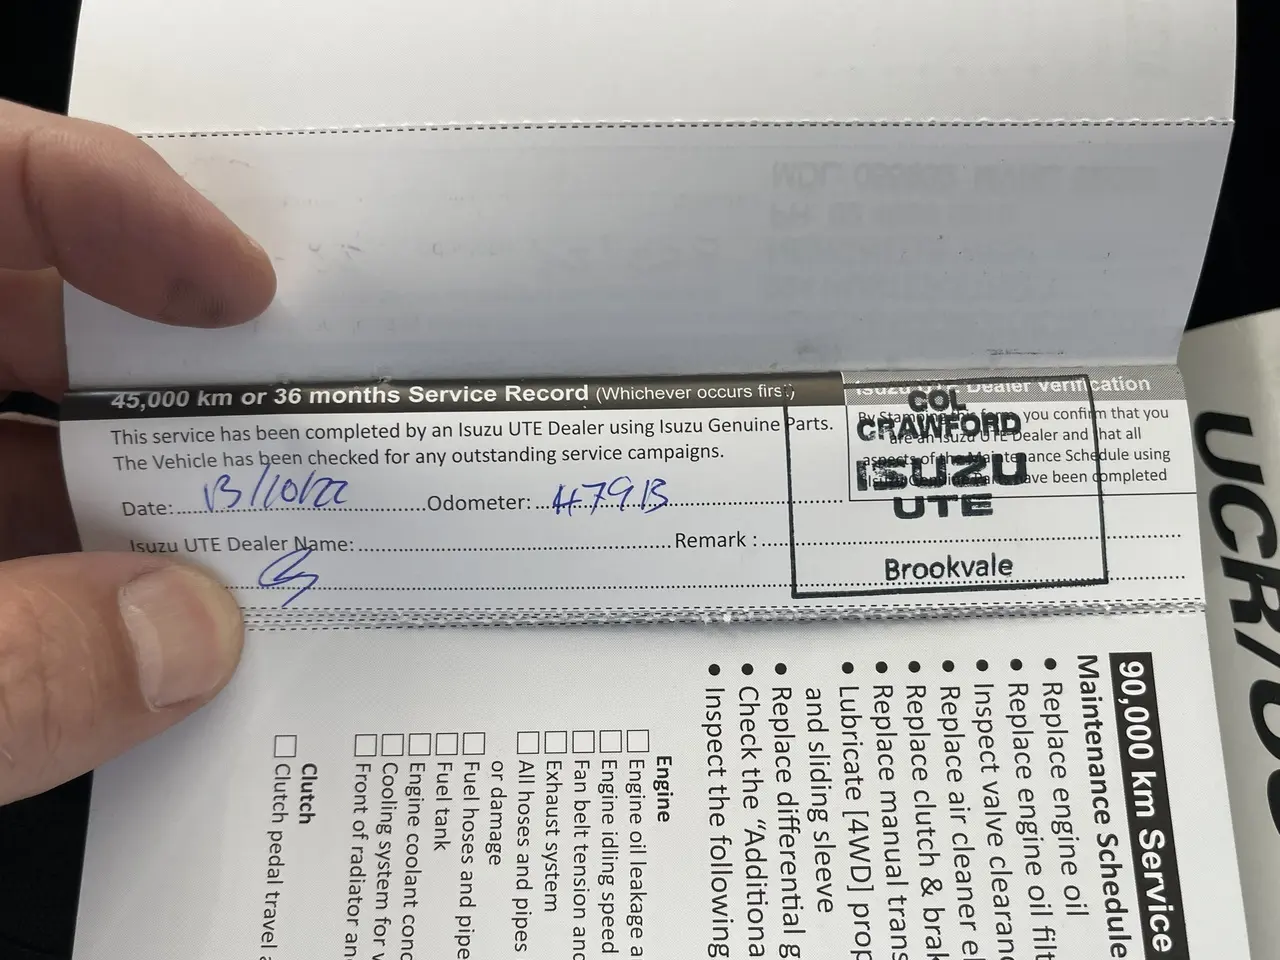 45,000 km or 36 months Service Record (Whichever occurs first)
Isuzu UTE Dealer Verification
This service has been completed by an Isuzu UTE Dealer using Isuzu Genuine Parts.
The Vehicle has been checked for any outstanding service campaigns.
By Stamping this form, you confirm that you
are an Isuzu UTE Dealer and that all
aspects of the Maintenance Schedule using
Isuzu Genuine Parts have been completed
COL
CRAWFORD
ISUZU
UTE
Brookvale
Date: 13/10/22 Odometer: 47913
Isuzu UTE Dealer Name: Remark :
90,000 km Service
Maintenance Schedule
• Replace engine oil
• Replace engine oil filt
• Inspect valve clearan
• Replace air cleaner el
• Replace clutch & brak
• Replace manual trans
• Lubricate [4WD] prop
and sliding sleeve
• Replace differential g
• Check the “Additiona
• Inspect the following
Engine
Engine oil leakage a
Engine idling speed
Fan belt tension and
Exhaust system
All hoses and pipes
or damage
Fuel hoses and pipe
Fuel tank
Engine coolant conc
Cooling system for w
Front of radiator an
Clutch
Clutch pedal travel a
UCR/